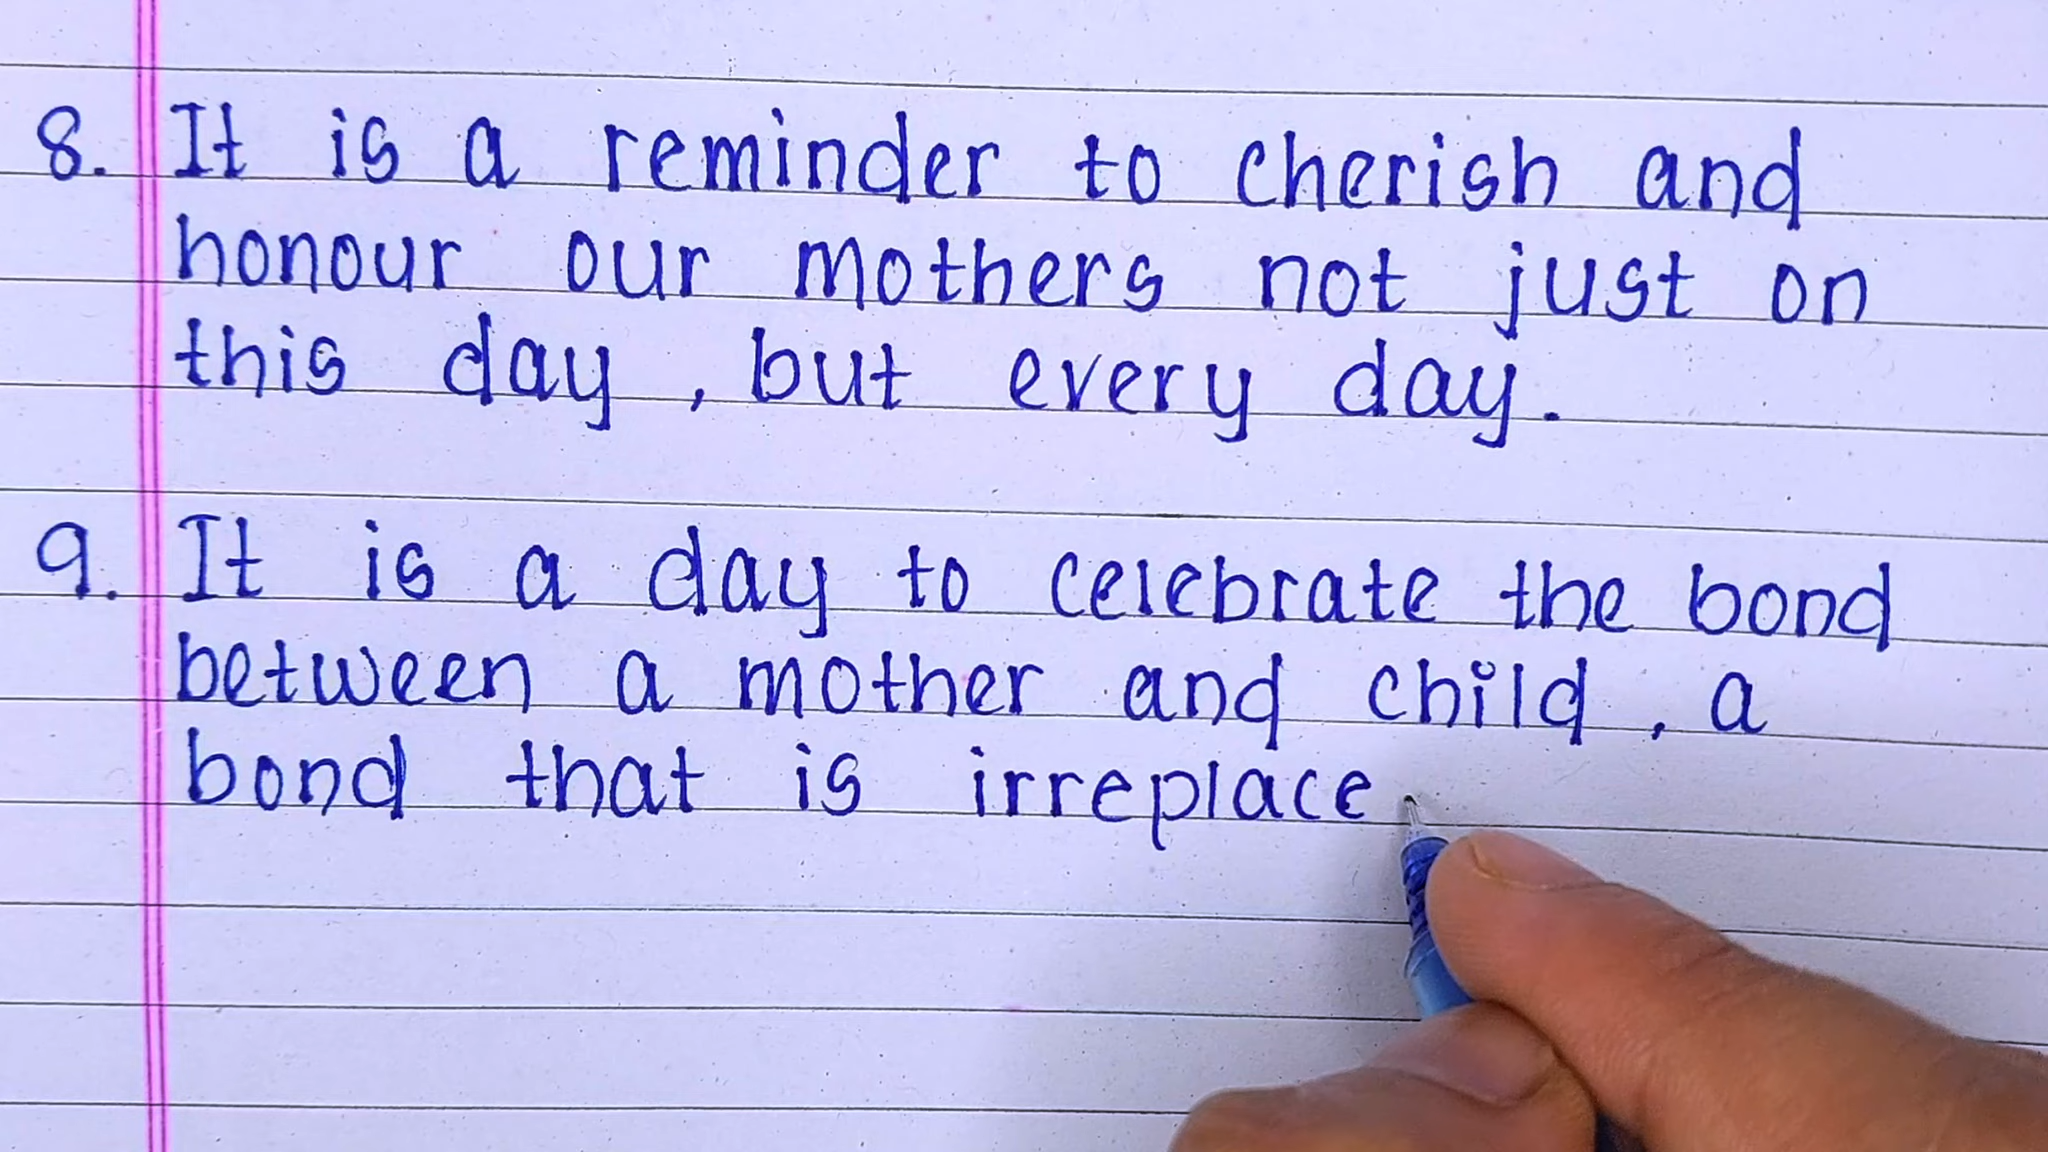 8. It is a reminder to cherish and
honour our mothers not just on
this day, but every day.
9. It is a day to celebrate the bond
between a mother and child, a
bond that is irreplace